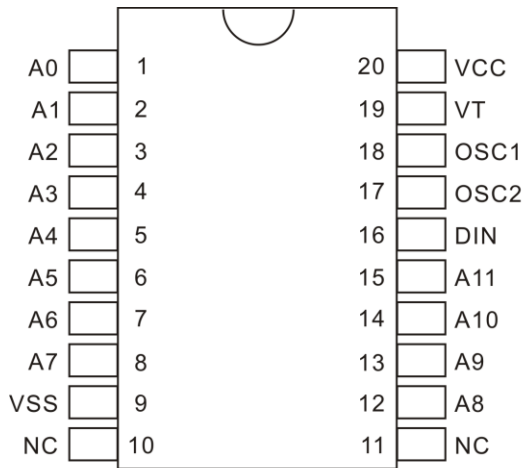 A0 1 20 VCC
A1 2 19 VT
A2 3 18 OSC1
A3 4 17 OSC2
A4 5 16 DIN
A5 6 15 A11
A6 7 14 A10
A7 8 13 A9
VSS 9 12 A8
NC 10 11 NC